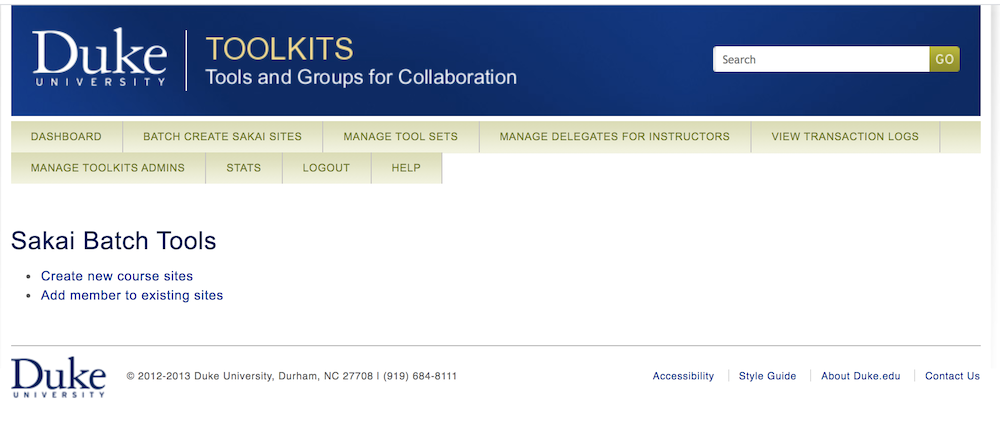 Duke
UNIVERSITY
TOOLKITS
Tools and Groups for Collaboration
Search
GO
DASHBOARD BATCH CREATE SAKAI SITES MANAGE TOOL SETS MANAGE DELEGATES FOR INSTRUCTORS VIEW TRANSACTION LOGS
MANAGE TOOLKITS ADMINS STATS LOGOUT HELP
Sakai Batch Tools
• Create new course sites
• Add member to existing sites
Duke
UNIVERSITY
© 2012-2013 Duke University, Durham, NC 27708 | (919) 684-8111
Accessibility Style Guide About Duke.edu Contact Us